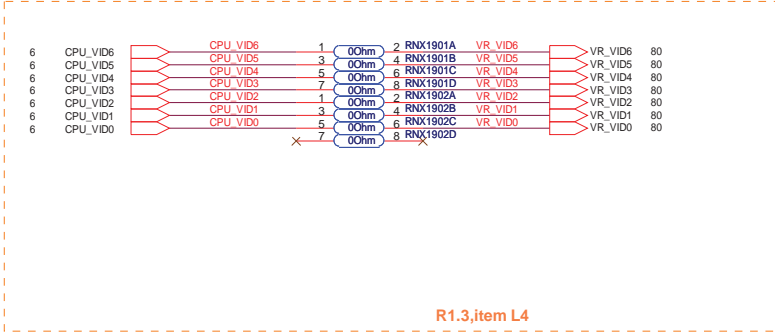 6 CPU_VID6 CPU_VID6 1 0Ohm 2 RNX1901A VR_VID6 VR_VID6 80
6 CPU_VID5 CPU_VID5 3 0Ohm 4 RNX1901B VR_VID5 VR_VID5 80
6 CPU_VID4 CPU_VID4 5 0Ohm 6 RNX1901C VR_VID4 VR_VID4 80
6 CPU_VID3 CPU_VID3 7 0Ohm 8 RNX1901D VR_VID3 VR_VID3 80
6 CPU_VID2 CPU_VID2 1 0Ohm 2 RNX1902A VR_VID2 VR_VID2 80
6 CPU_VID1 CPU_VID1 3 0Ohm 4 RNX1902B VR_VID1 VR_VID1 80
6 CPU_VID0 CPU_VID0 5 0Ohm 6 RNX1902C VR_VID0 VR_VID0 80
7 0Ohm 8 RNX1902D
R1.3,item L4